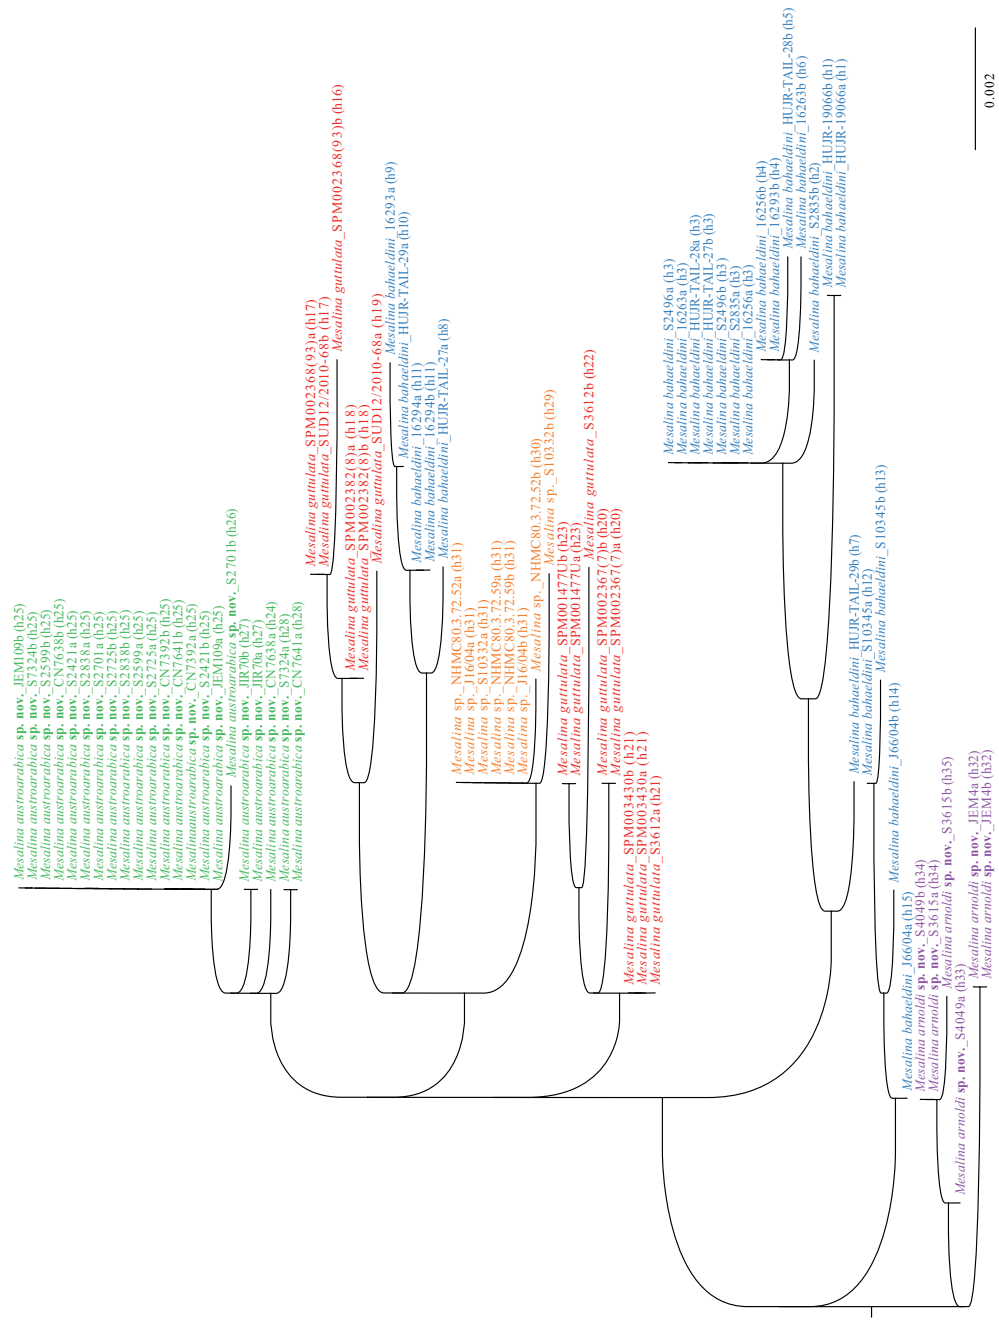 Mesalina austroarabica sp. nov._JEM109b (h25)
Mesalina austroarabica sp. nov._S7324b (h25)
Mesalina austroarabica sp. nov._S2599b (h25)
Mesalina austroarabica sp. nov._CN7638b (h25)
Mesalina austroarabica sp. nov._S2421a (h25)
Mesalina austroarabica sp. nov._S2838a (h25)
Mesalina austroarabica sp. nov._S2701a (h25)
Mesalina austroarabica sp. nov._S2725b (h25)
Mesalina austroarabica sp. nov._S2838b (h25)
Mesalina austroarabica sp. nov._S2599a (h25)
Mesalina austroarabica sp. nov._S2725a (h25)
Mesalina austroarabica sp. nov._CN7392b (h25)
Mesalina austroarabica sp. nov._CN7641b (h25)
Mesalinaaustroarabica sp. nov._CN7392a (h25)
Mesalina austroarabica sp. nov._S2421b (h25)
Mesalina austroarabica sp. nov._JEM109a (h25)
Mesalina austroarabica sp. nov._S2701b (h26)
Mesalina austroarabica sp. nov._JIR70b (h27)
Mesalina austroarabica sp. nov._JIR70a (h27)
Mesalina austroarabica sp. nov._CN7638a (h24)
Mesalina austroarabica sp. nov._S7324a (h28)
Mesalina austroarabica sp. nov._CN7641a (h28)
Mesalina guttulata_SPM002368(93)a (h17)
Mesalina guttulata_SUD12/2010-68b (h17)
Mesalina guttulata_SPM002368(93)b (h16)
Mesalina guttulata_SPM002382(8)a (h18)
Mesalina guttulata_SPM002382(8)b (h18)
Mesalina guttulata_SUD12/2010-68a (h19)
Mesalina bahaeldini_16293a (h9)
Mesalina bahaeldini_HUJR-TAIL-29a (h10)
Mesalina bahaeldini_16294a (h11)
Mesalina bahaeldini_16294b (h11)
Mesalina bahaeldini_HUJR-TAIL-27a (h8)
Mesalina sp._NHMC80.3.72.52a (h31)
Mesalina sp._J16/04a (h31)
Mesalina sp._S10332a (h31)
Mesalina sp._NHMC80.3.72.59a (h31)
Mesalina sp._NHMC80.3.72.59b (h31)
Mesalina sp._J16/04b (h31)
Mesalina sp._NHMC80.3.72.52b (h30)
Mesalina sp._S10332b (h29)
Mesalina guttulata_SPM001477Ub (h23)
Mesalina guttulata_SPM001477Ua (h23)
Mesalina guttulata_S3612b (h22)
Mesalina guttulata_SPM002367(7)b (h20)
Mesalina guttulata_SPM002367(7)a (h20)
Mesalina guttulata_SPM003430b (h21)
Mesalina guttulata_SPM003430a (h21)
Mesalina guttulata_S3612a (h21)
Mesalina bahaeldini_S2496a (h3)
Mesalina bahaeldini_16263a (h3)
Mesalina bahaeldini_HUJR-TAIL-28a (h3)
Mesalina bahaeldini_HUJR-TAIL-27b (h3)
Mesalina bahaeldini_S2496b (h3)
Mesalina bahaeldini_S2835a (h3)
Mesalina bahaeldini_16256a (h3)
Mesalina bahaeldini_16256b (h4)
Mesalina bahaeldini_16293b (h4)
Mesalina bahaeldini_HUJR-TAIL-28b (h5)
Mesalina bahaeldini_16263b (h6)
Mesalina bahaeldini_S2835b (h2)
Mesalina bahaeldini_HUJR-19066b (h1)
Mesalina bahaeldini_HUJR-19066a (h1)
Mesalina bahaeldini_HUJR-TAIL-29b (h7)
Mesalina bahaeldini_S10345a (h12)
Mesalina bahaeldini_S10345b (h13)
Mesalina bahaeldini_J66/04b (h14)
Mesalina bahaeldini_J66/04a (h15)
Mesalina arnoldi sp. nov._S4049b (h34)
Mesalina arnoldi sp. nov._S3615a (h34)
Mesalina arnoldi sp. nov._S3615b (h35)
Mesalina arnoldi sp. nov._S4049a (h33)
Mesalina arnoldi sp. nov._JEM4a (h32)
Mesalina arnoldi sp. nov._JEM4b (h32)
0.002